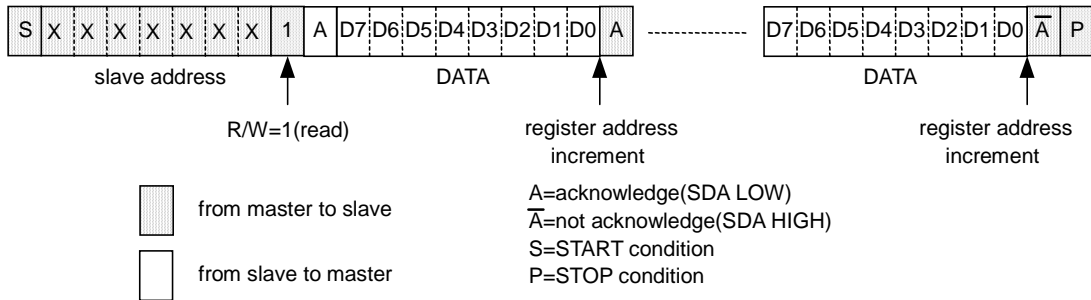 S X X X X X X X 1 A D7 D6 D5 D4 D3 D2 D1 D0 A D7 D6 D5 D4 D3 D2 D1 D0 A̅ P
slave address DATA DATA
R/W=1(read)
register address
increment
register address
increment
from master to slave
from slave to master
A=acknowledge(SDA LOW)
A̅=not acknowledge(SDA HIGH)
S=START condition
P=STOP condition